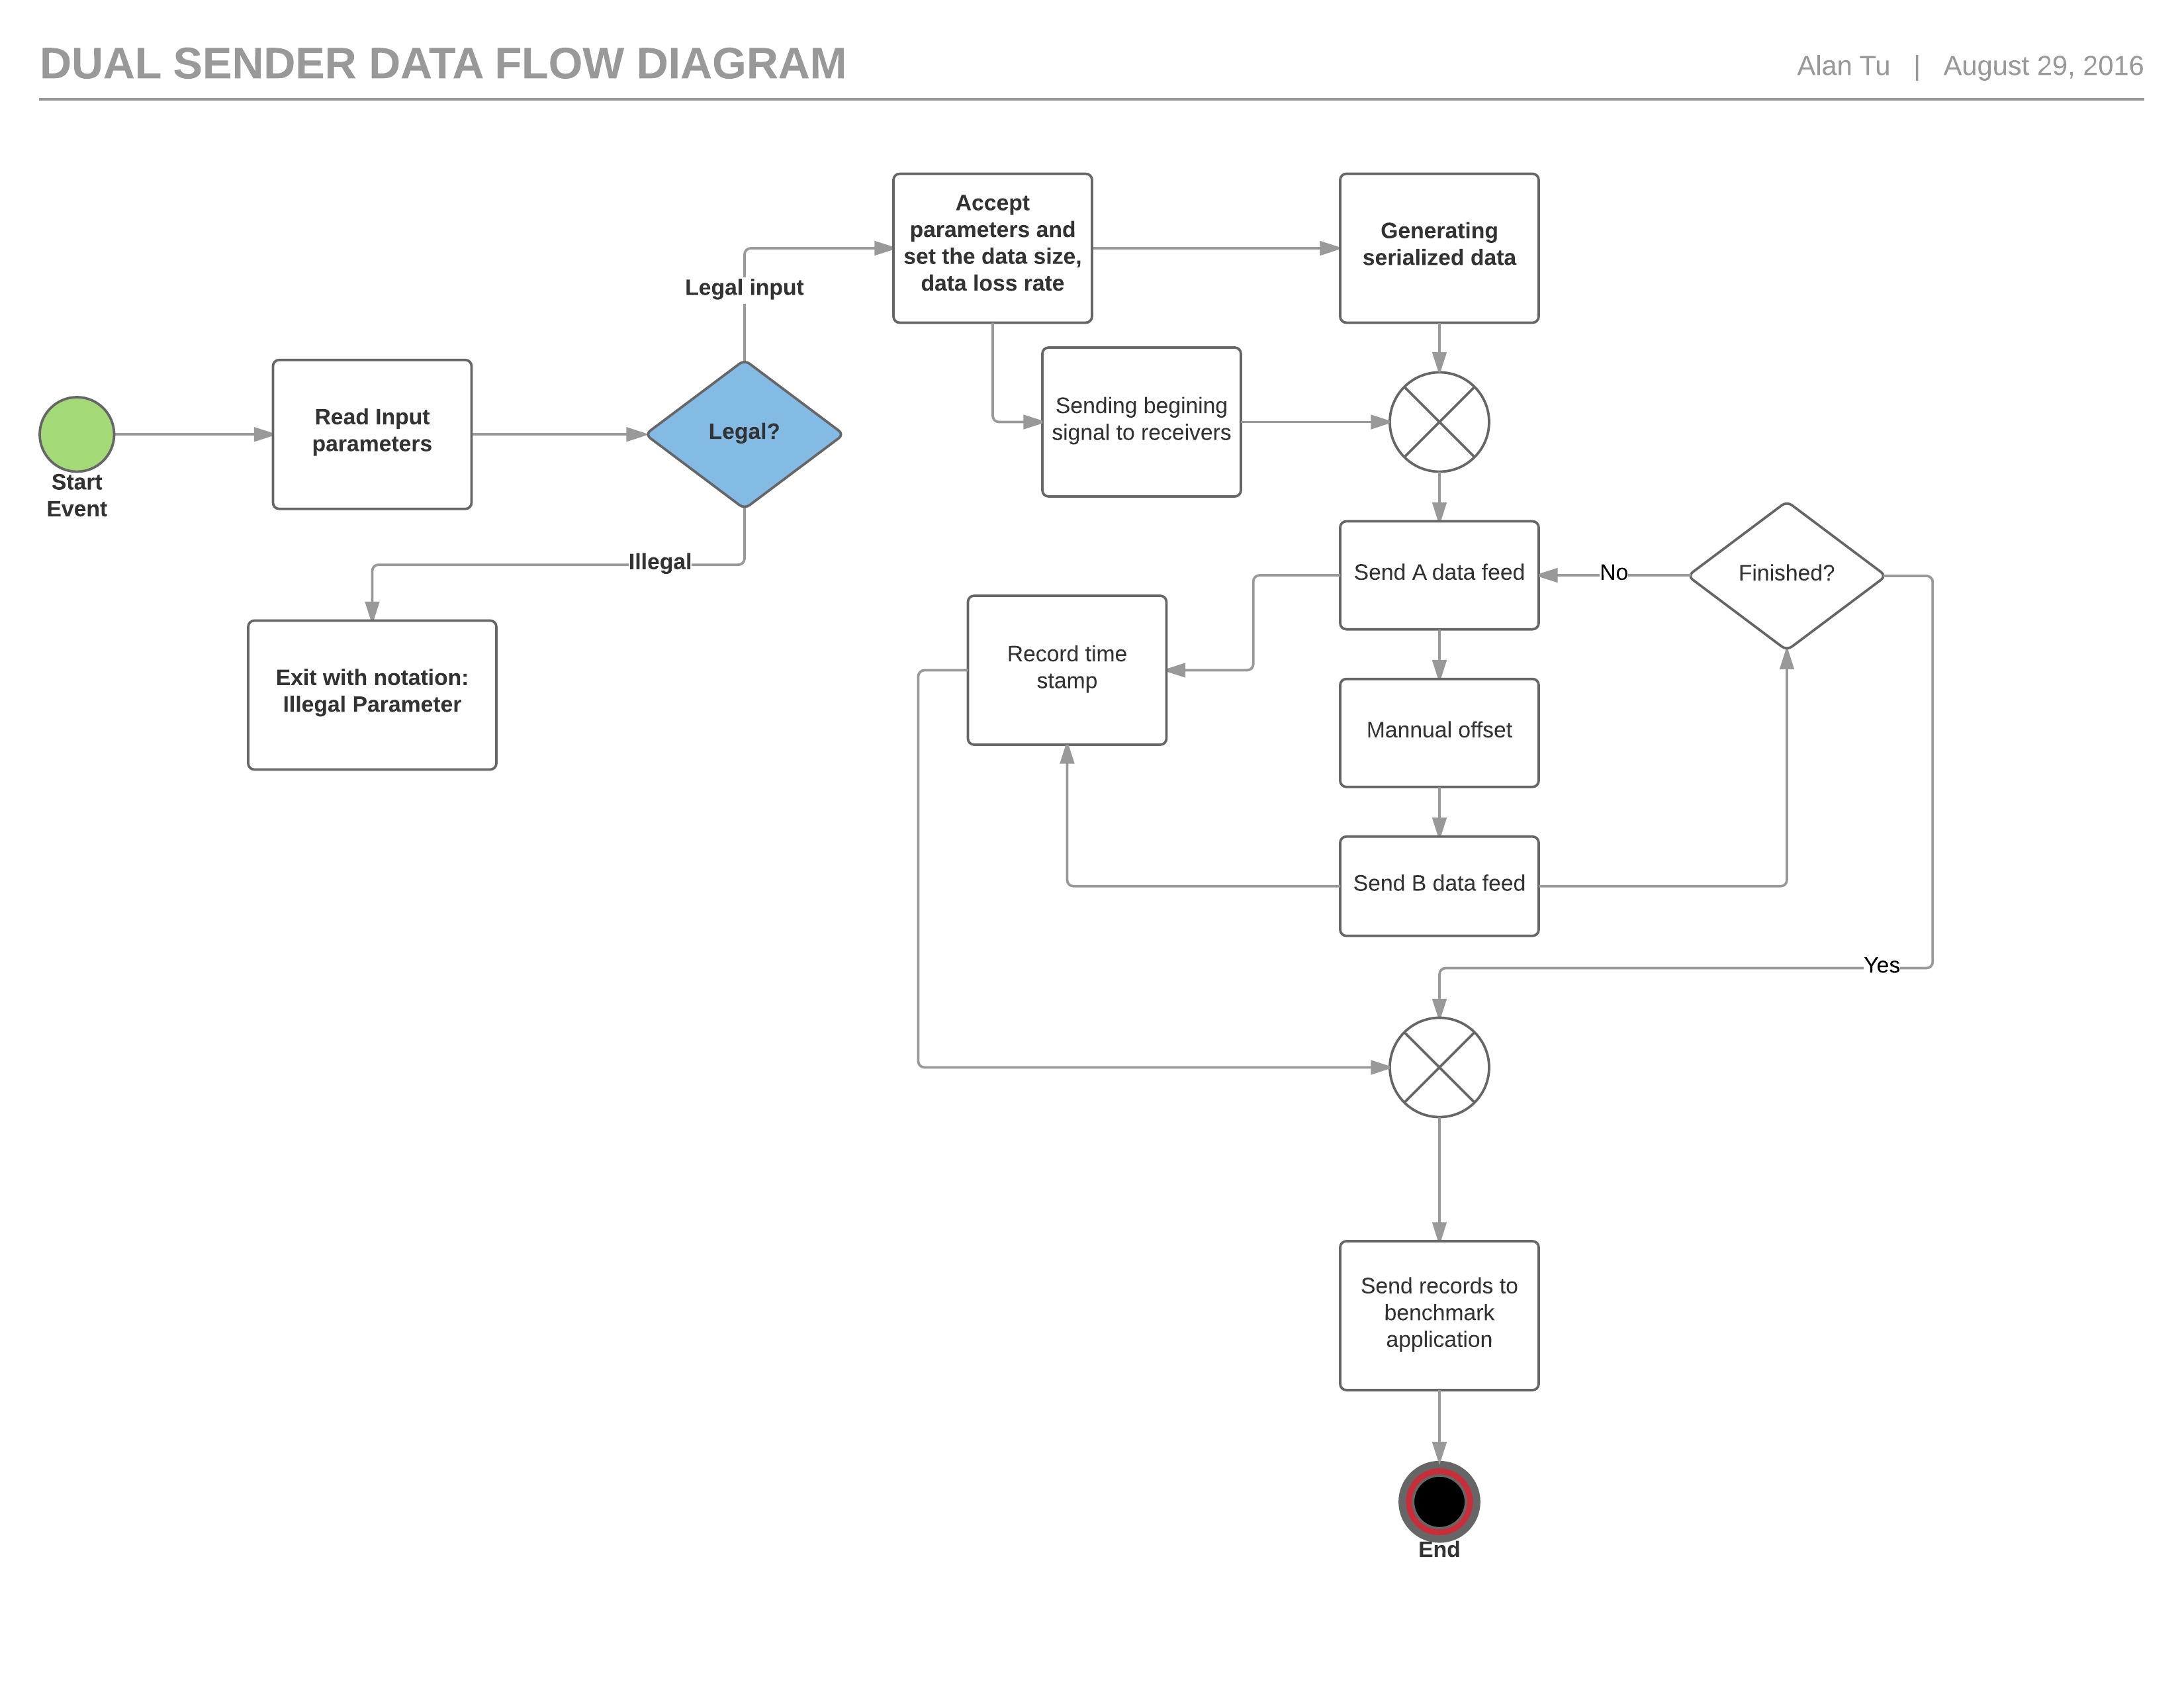 DUAL SENDER DATA FLOW DIAGRAM
Alan Tu | August 29, 2016
Accept
parameters and
set the data size,
data loss rate
Generating
serialized data
Legal input
Read Input
parameters
Legal?
Sending begining
signal to receivers
Start
Event
Illegal
Send A data feed
No
Finished?
Record time
stamp
Exit with notation:
Illegal Parameter
Mannual offset
Send B data feed
Yes
Send records to
benchmark
application
End